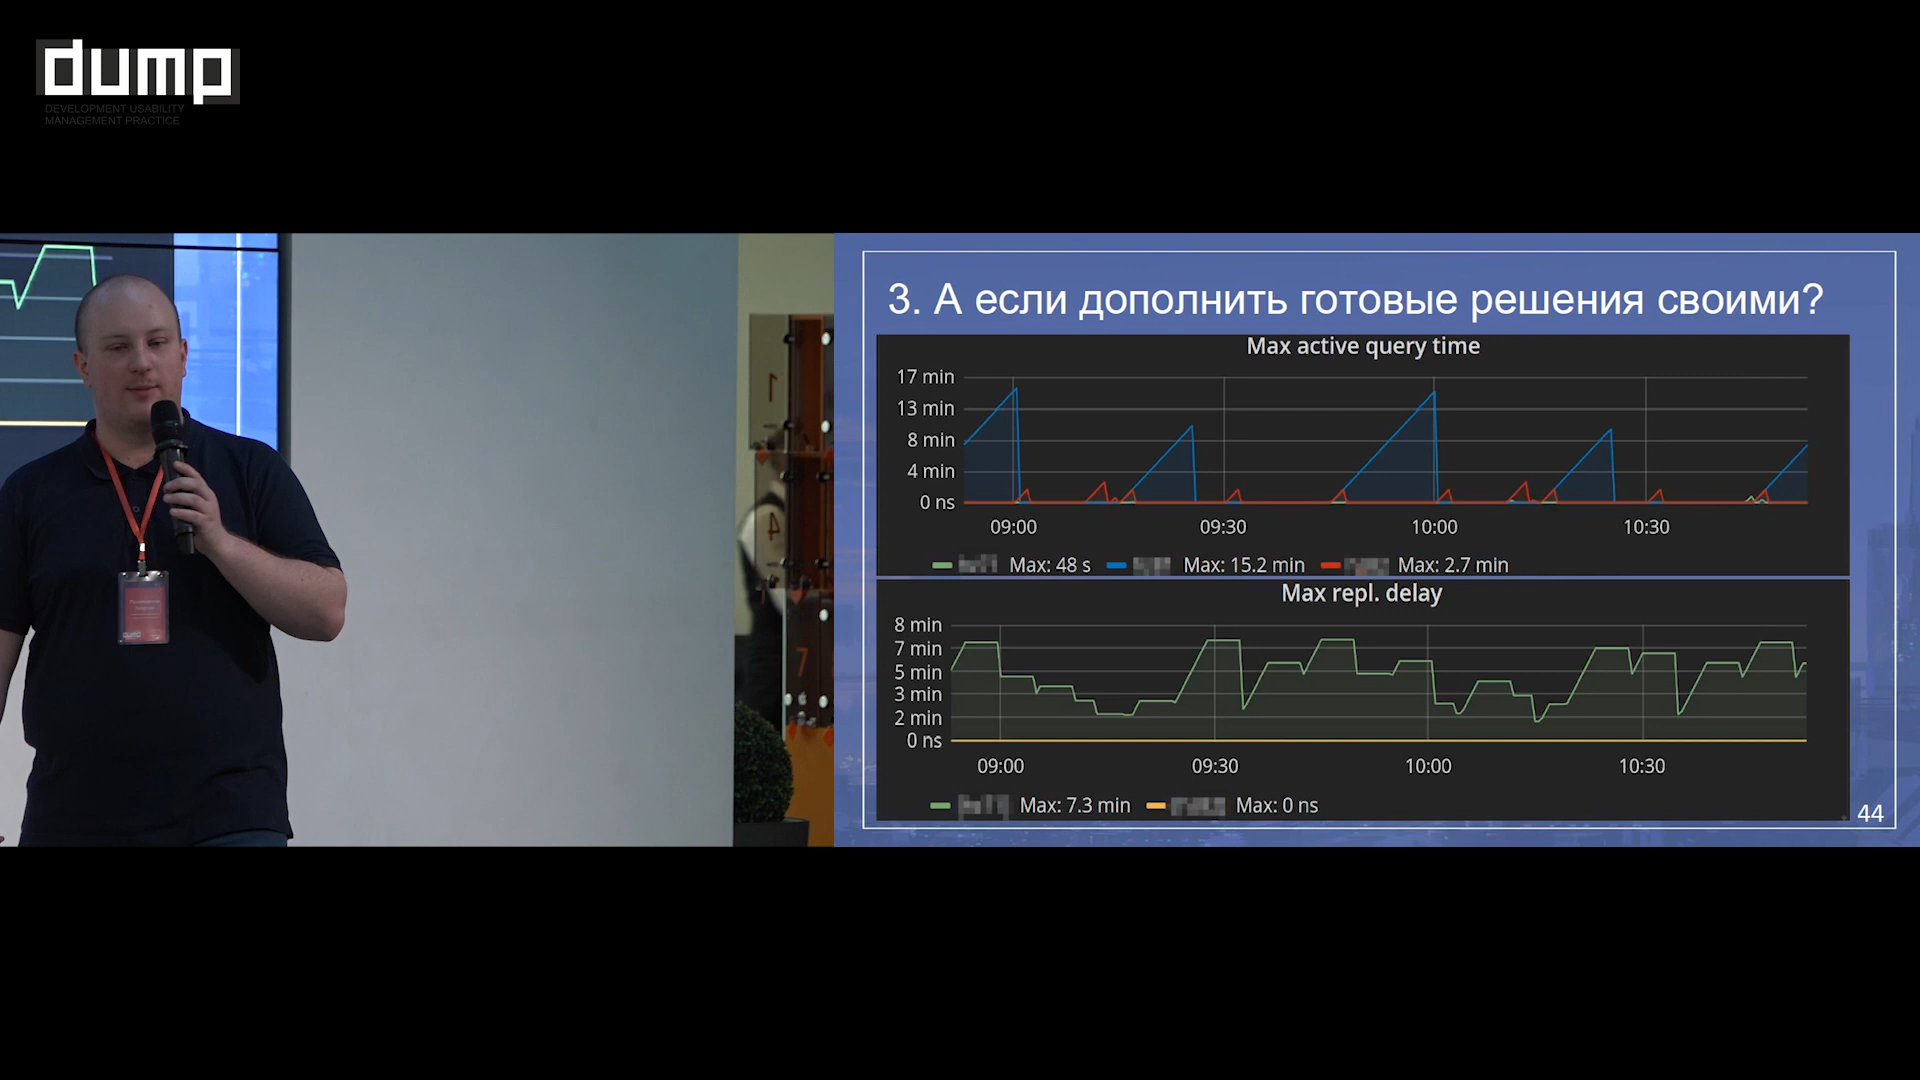 dump
DEVELOPMENT USABILITY
MANAGEMENT PRACTICE
1
4
7
3. А если дополнить готовые решения своими?
Max active query time
17 min
13 min
8 min
4 min
0 ns
09:00 09:30 10:00 10:30
Max: 48 s Max: 15.2 min Max: 2.7 min
Max repl. delay
8 min
7 min
5 min
3 min
2 min
0 ns
09:00 09:30 10:00 10:30
Max: 7.3 min Max: 0 ns
44